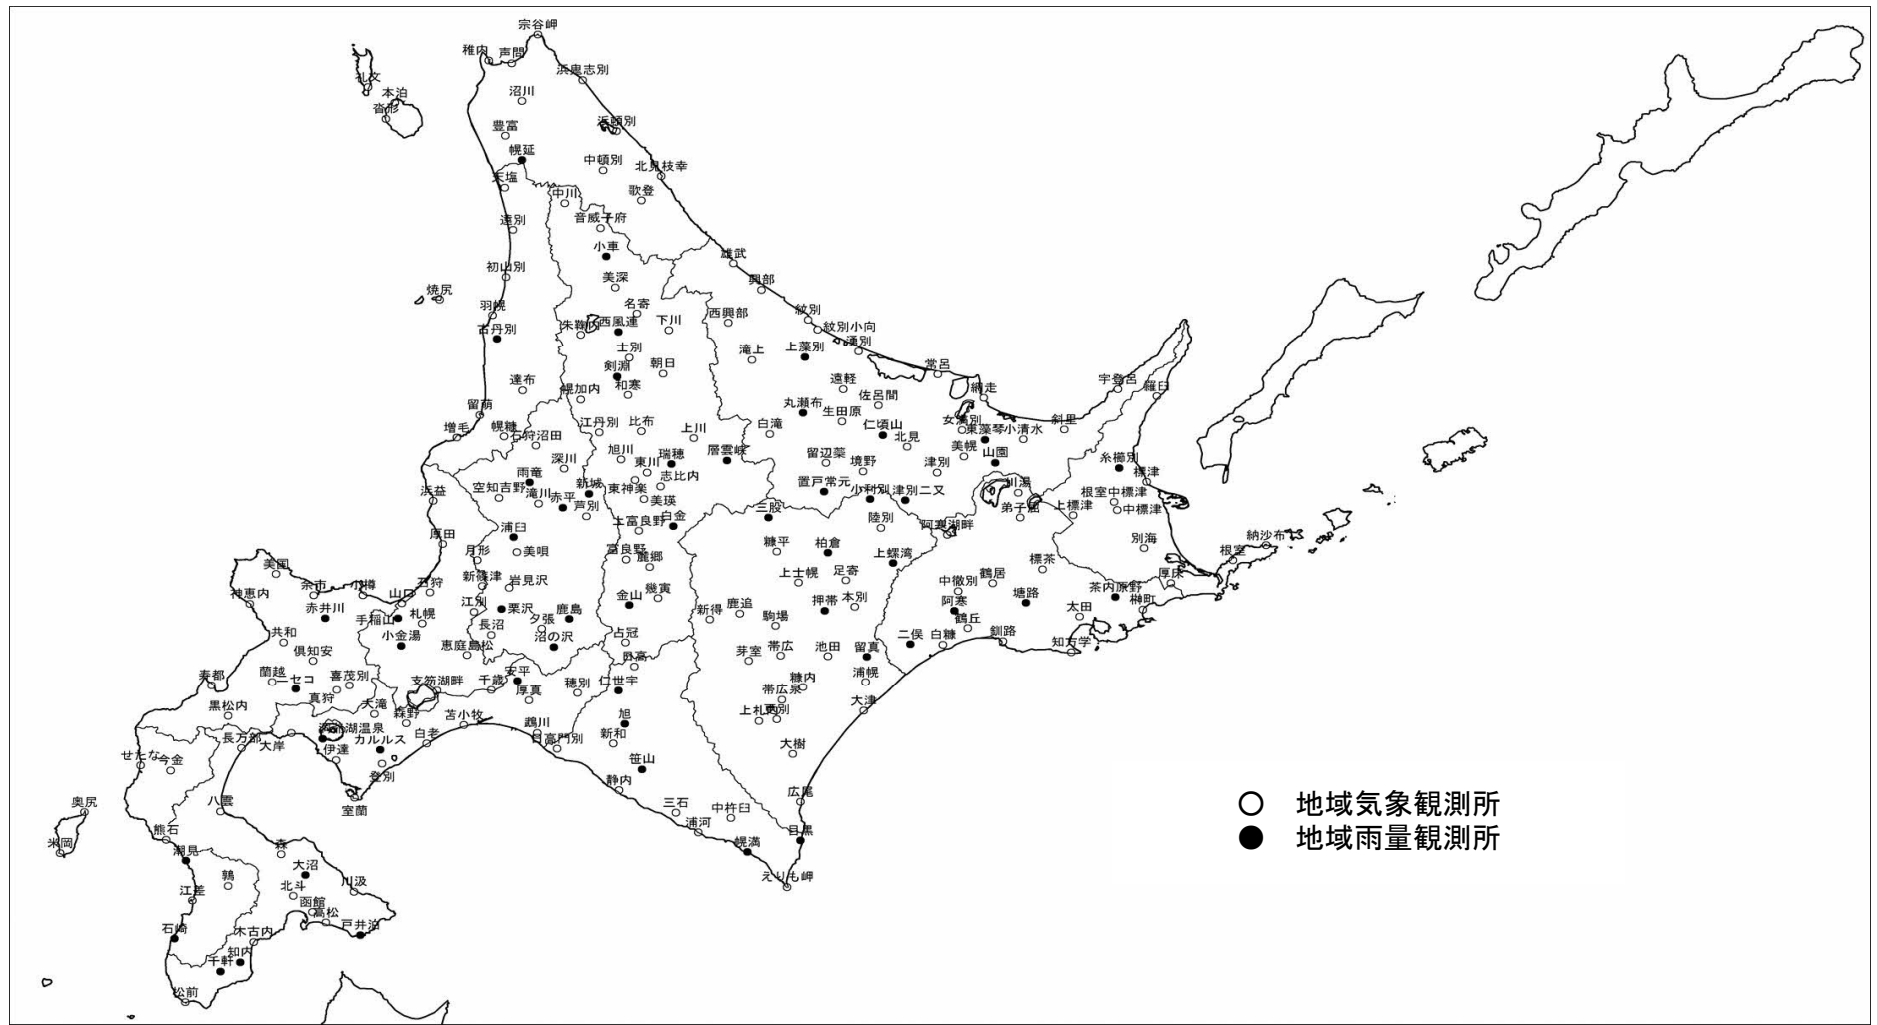 宗谷岬
稚内
声問
浜鬼志別
礼文
本泊
沓形
沼川
豊富
浜頓別
幌延
中頓別
北見枝幸
天塩
中川
歌登
遠別
音威子府
小車
雄武
初山別
美深
興部
焼尻
羽幌
名寄
西興部
紋別
古丹別
朱鞠内
西風連
下川
紋別小向
士別
滝上
上藻別
湧別
剣淵
朝日
常呂
達布
幌加内
和寒
遠軽
網走
宇登呂
羅臼
佐呂間
留萌
丸瀬布
生田原
増毛
幌糠
石狩沼田
江丹別
比布
上川
白滝
仁頃山
北見
女満別
東藻琴
小清水
斜里
美幌
山園
深川
旭川
東川
瑞穂
層雲峡
留辺蘂
境野
津別
糸櫛別
標津
浜益
空知吉野
雨竜
滝川
赤平
新城
芦別
東神楽
志比内
美瑛
置戸常元
小利別
津別二又
川湯
弟子屈
上標津
根室中標津
中標津
厚田
浦臼
上富良野
白金
三股
陸別
阿寒湖畔
美国
月形
美唄
富良野
麓郷
糠平
柏倉
上螺湾
標茶
別海
根室
納沙布
神恵内
余市
小樽
山口
石狩
新篠津
岩見沢
幾寅
上士幌
足寄
中徹別
鶴居
厚床
赤井川
手稲山
札幌
江別
栗沢
夕張
鹿島
金山
新得
鹿追
駒場
押帯
本別
阿寒
鶴丘
塘路
太田
茶内原野
榊町
共和
倶知安
小金湯
長沼
恵庭島松
沼の沢
占冠
日高
芽室
帯広
池田
留真
二俣
白糠
釧路
知方学
寿都
蘭越
ニセコ
真狩
喜茂別
支笏湖畔
千歳
安平
厚真
穂別
仁世宇
帯広泉
糠内
浦幌
大津
黒松内
大滝
森野
苫小牧
鵡川
旭
上札内
更別
長万部
大岸
洞爺湖温泉
伊達
カルルス
白老
日高門別
新和
大樹
せたな
今金
登別
笹山
静内
奥尻
八雲
室蘭
三石
中杵臼
広尾
米岡
熊石
潮見
森
浦河
幌満
目黒
えりも岬
江差
鶉
大沼
北斗
川汲
函館
高松
戸井泊
石崎
木古内
知内
千軒
松前
○ 地域気象観測所
● 地域雨量観測所